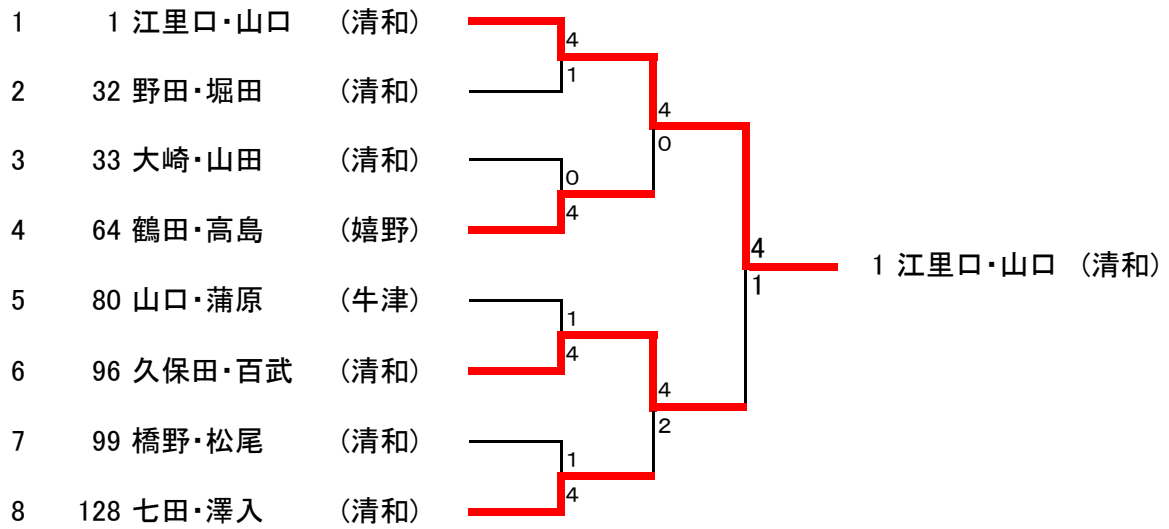 1 1 江里口・山口 (清和)
4
1
2 32 野田・堀田 (清和)
4
0
3 33 大崎・山田 (清和)
0
4
4 64 鶴田・高島 (嬉野)
4
1
1 江里口・山口 (清和)
5 80 山口・蒲原 (牛津)
1
4
6 96 久保田・百武 (清和)
4
2
7 99 橋野・松尾 (清和)
1
4
8 128 七田・澤入 (清和)